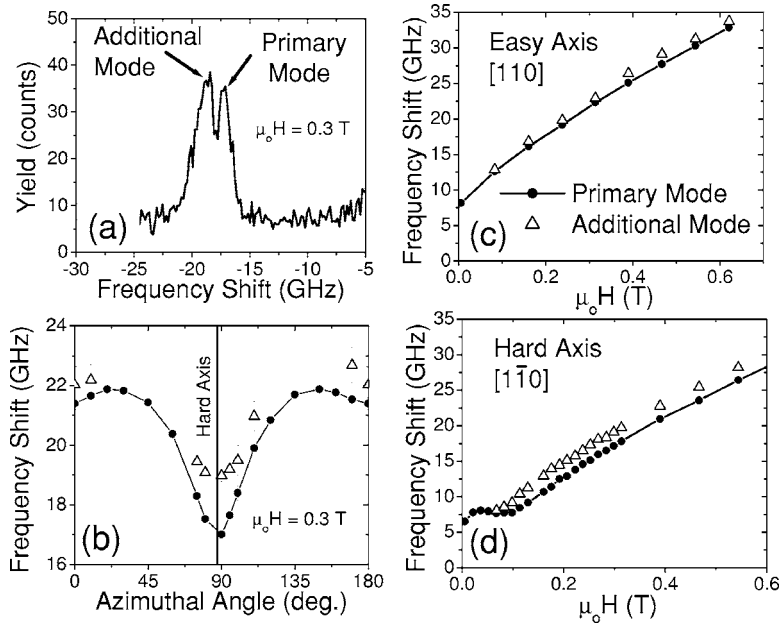 50
40
30
20
10
0
Yield (counts)
Additional
Mode
Primary
Mode
μ₀H = 0.3 T
(a)
-30 -25 -20 -15 -10 -5
Frequency Shift (GHz)
24
22
20
18
16
Frequency Shift (GHz)
Hard Axis
(b)
μ₀H = 0.3 T
0 45 90 135 180
Azimuthal Angle (deg.)
35
30
25
20
15
10
5
0
Frequency Shift (GHz)
Easy Axis
[110]
Primary Mode
Additional Mode
(c)
0.0 0.2 0.4 0.6
μ₀H (T)
35
30
25
20
15
10
5
0
Frequency Shift (GHz)
Hard Axis
[11̅0]
(d)
0.0 0.2 0.4 0.6
μ₀H (T)